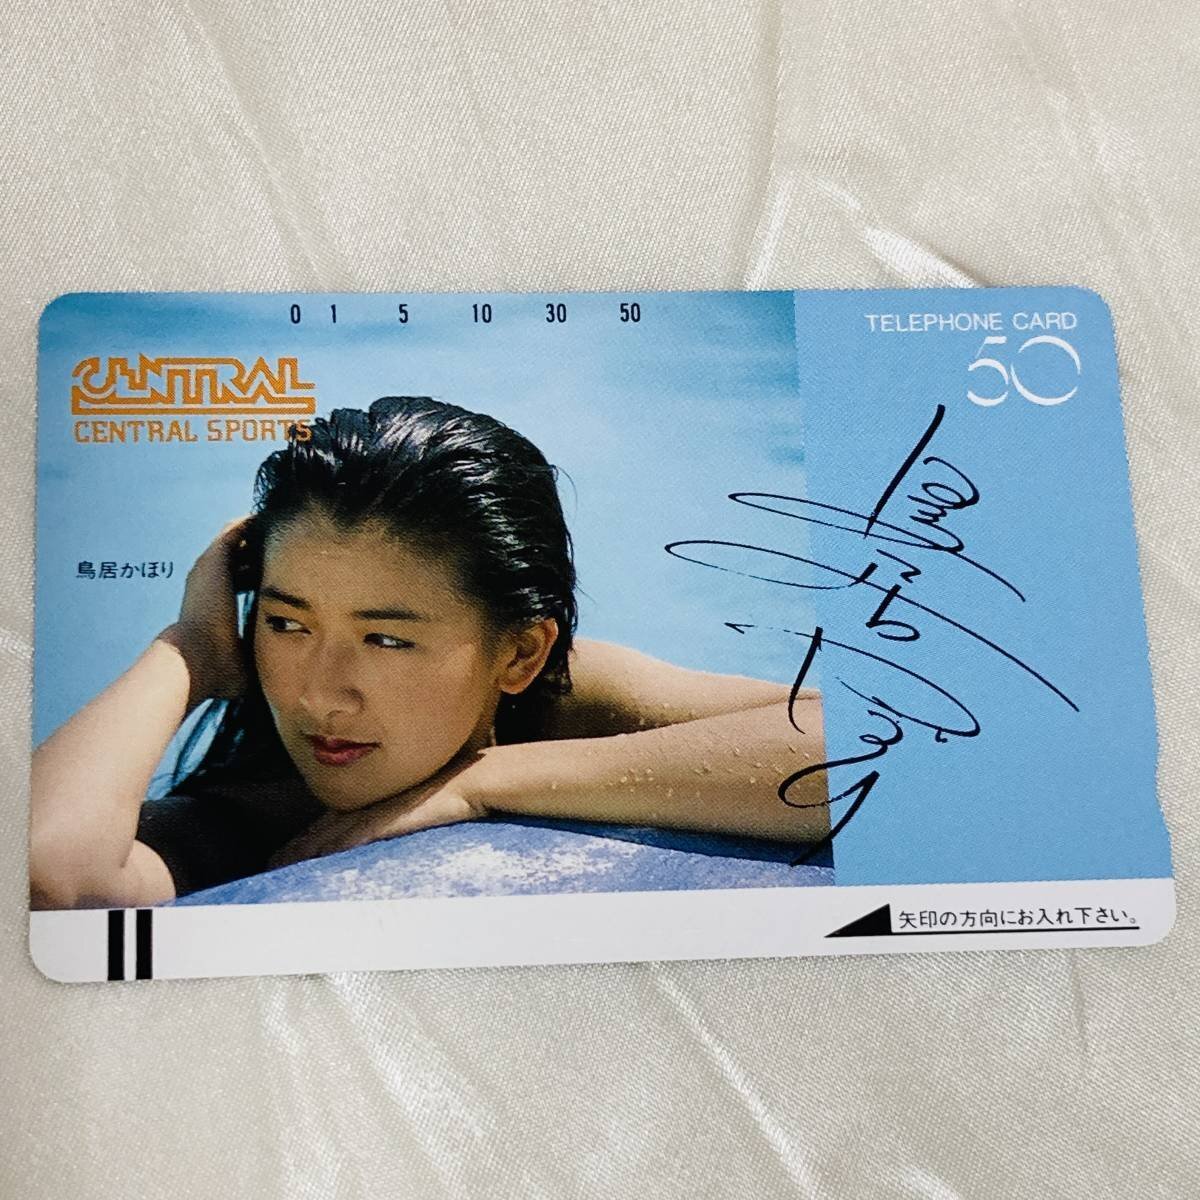 0 1 5 10 30 50
TELEPHONE CARD
50
CENTRAL
CENTRAL SPORTS
鳥居かほり
矢印の方向にお入れ下さい。